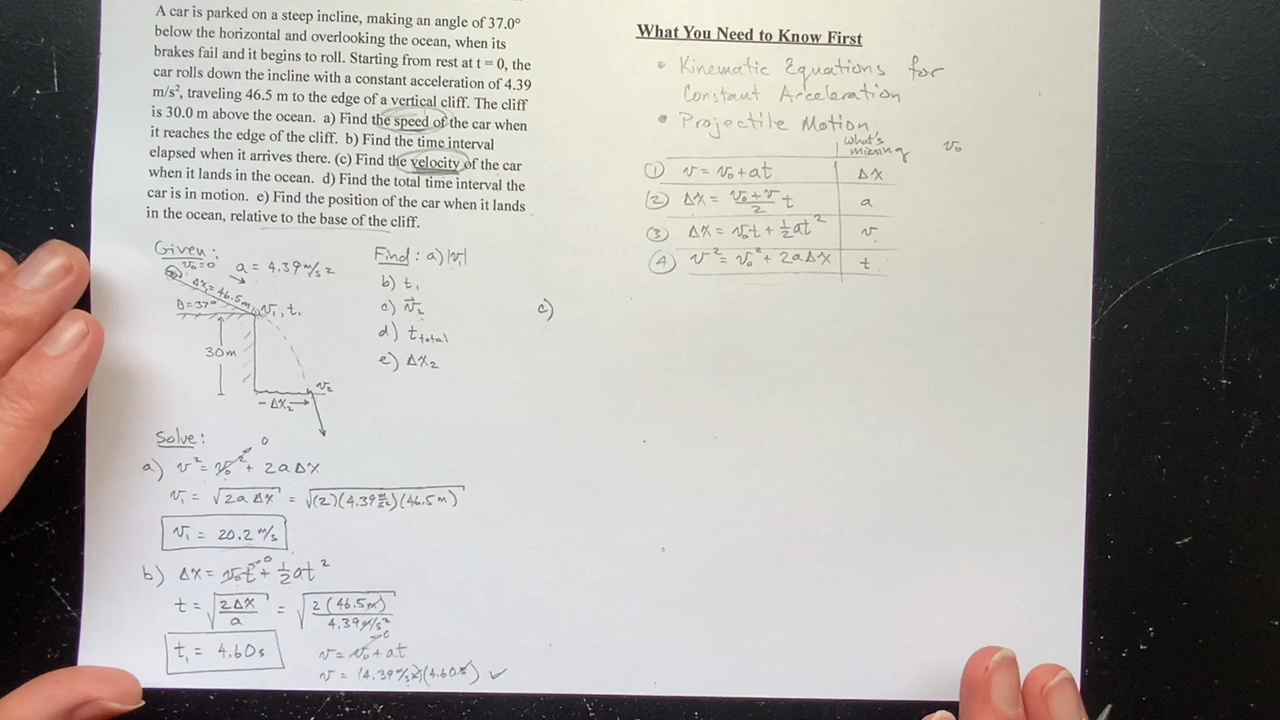 A car is parked on a steep incline, making an angle of 37.0°
below the horizontal and overlooking the ocean, when its
brakes fail and it begins to roll. Starting from rest at t = 0, the
car rolls down the incline with a constant acceleration of 4.39
m/s², traveling 46.5 m to the edge of a vertical cliff. The cliff
is 30.0 m above the ocean. a) Find the speed of the car when
it reaches the edge of the cliff. b) Find the time interval
elapsed when it arrives there. (c) Find the velocity of the car
when it lands in the ocean. d) Find the total time interval the
car is in motion. e) Find the position of the car when it lands
in the ocean, relative to the base of the cliff.
Given:
v₀=0
a = 4.39 m/s²
Δx₁= 46.5m
θ=37°
v₁, t₁
30m
v₂
-Δx₂→
Find: a) |v₁|
b) t₁
c) v⃗₂
d) t total
e) Δx₂
Solve:
a) v² = v₀² + 2aΔx
0
v₁ = √2aΔx = √(2)(4.39 m/s²)(46.5m)
v₁ = 20.2 m/s
b) Δx = v₀t + ½at²
0
t = √2Δx/a = √2(46.5m)/4.39 m/s²
t₁ = 4.60s
v = v₀ + at
v = (4.39 m/s²)(4.60s) ✓
What You Need to Know First
• Kinematic Equations for
Constant Acceleration
• Projectile Motion
what's
missing
v₀
① v = v₀ + at Δx
② Δx = (v₀+v)/2 t a
③ Δx = v₀t + ½at² v
④ v² = v₀² + 2aΔx t
c)